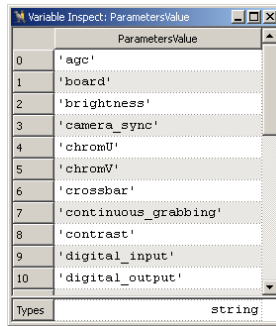 Variable Inspect: ParametersValue
ParametersValue
0 'agc'
1 'board'
2 'brightness'
3 'camera_sync'
4 'chromU'
5 'chromV'
6 'crossbar'
7 'continuous_grabbing'
8 'contrast'
9 'digital_input'
10 'digital_output'
Types string